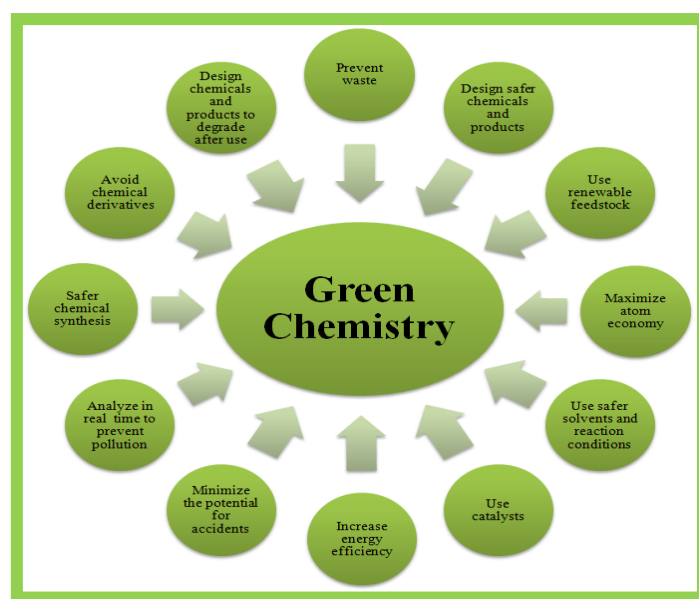 Prevent
waste
Design safer
chemicals
and
products
Use
renewable
feedstock
Maximize
atom
economy
Use safer
solvents and
reaction
conditions
Use
catalysts
Increase
energy
efficiency
Minimize
the potential
for
accidents
Analyze in
real time to
prevent
pollution
Safer
chemical
synthesis
Avoid
chemical
derivatives
Design
chemicals
and
products to
degrade
after use
Green
Chemistry